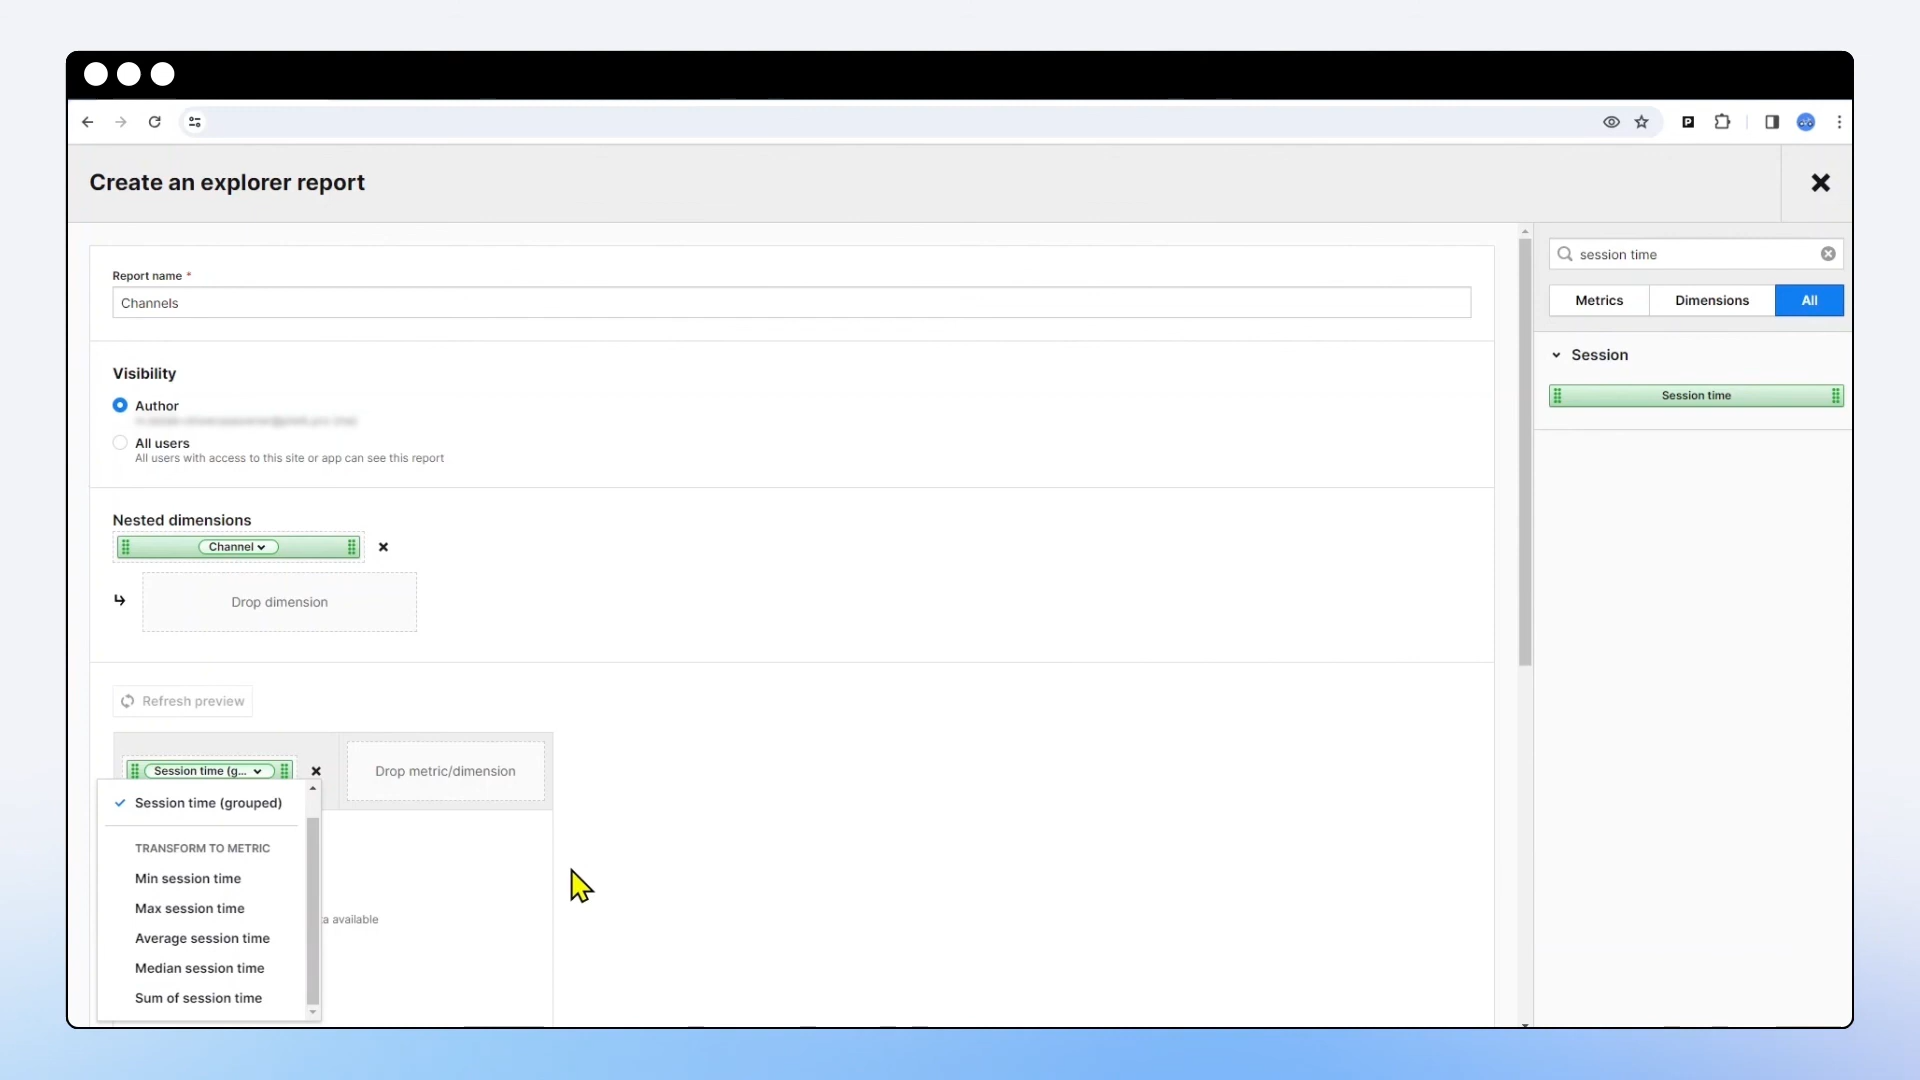 Create an explorer report
session time
Metrics
Dimensions
All
Session
Session time
Report name *
Channels
Visibility
Author
All users
All users with access to this site or app can see this report
Nested dimensions
Channel
Drop dimension
Refresh preview
Session time (g...
Drop metric/dimension
Session time (grouped)
TRANSFORM TO METRIC
Min session time
Max session time
a available
Average session time
Median session time
Sum of session time